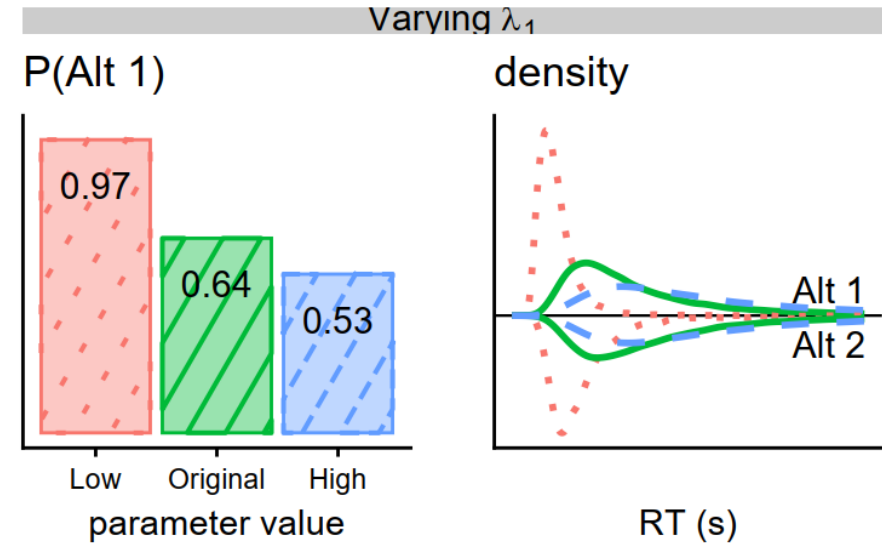 Varying λ₁
P(Alt 1)
0.97
0.64
0.53
Low
Original
High
parameter value
density
Alt 1
Alt 2
RT (s)